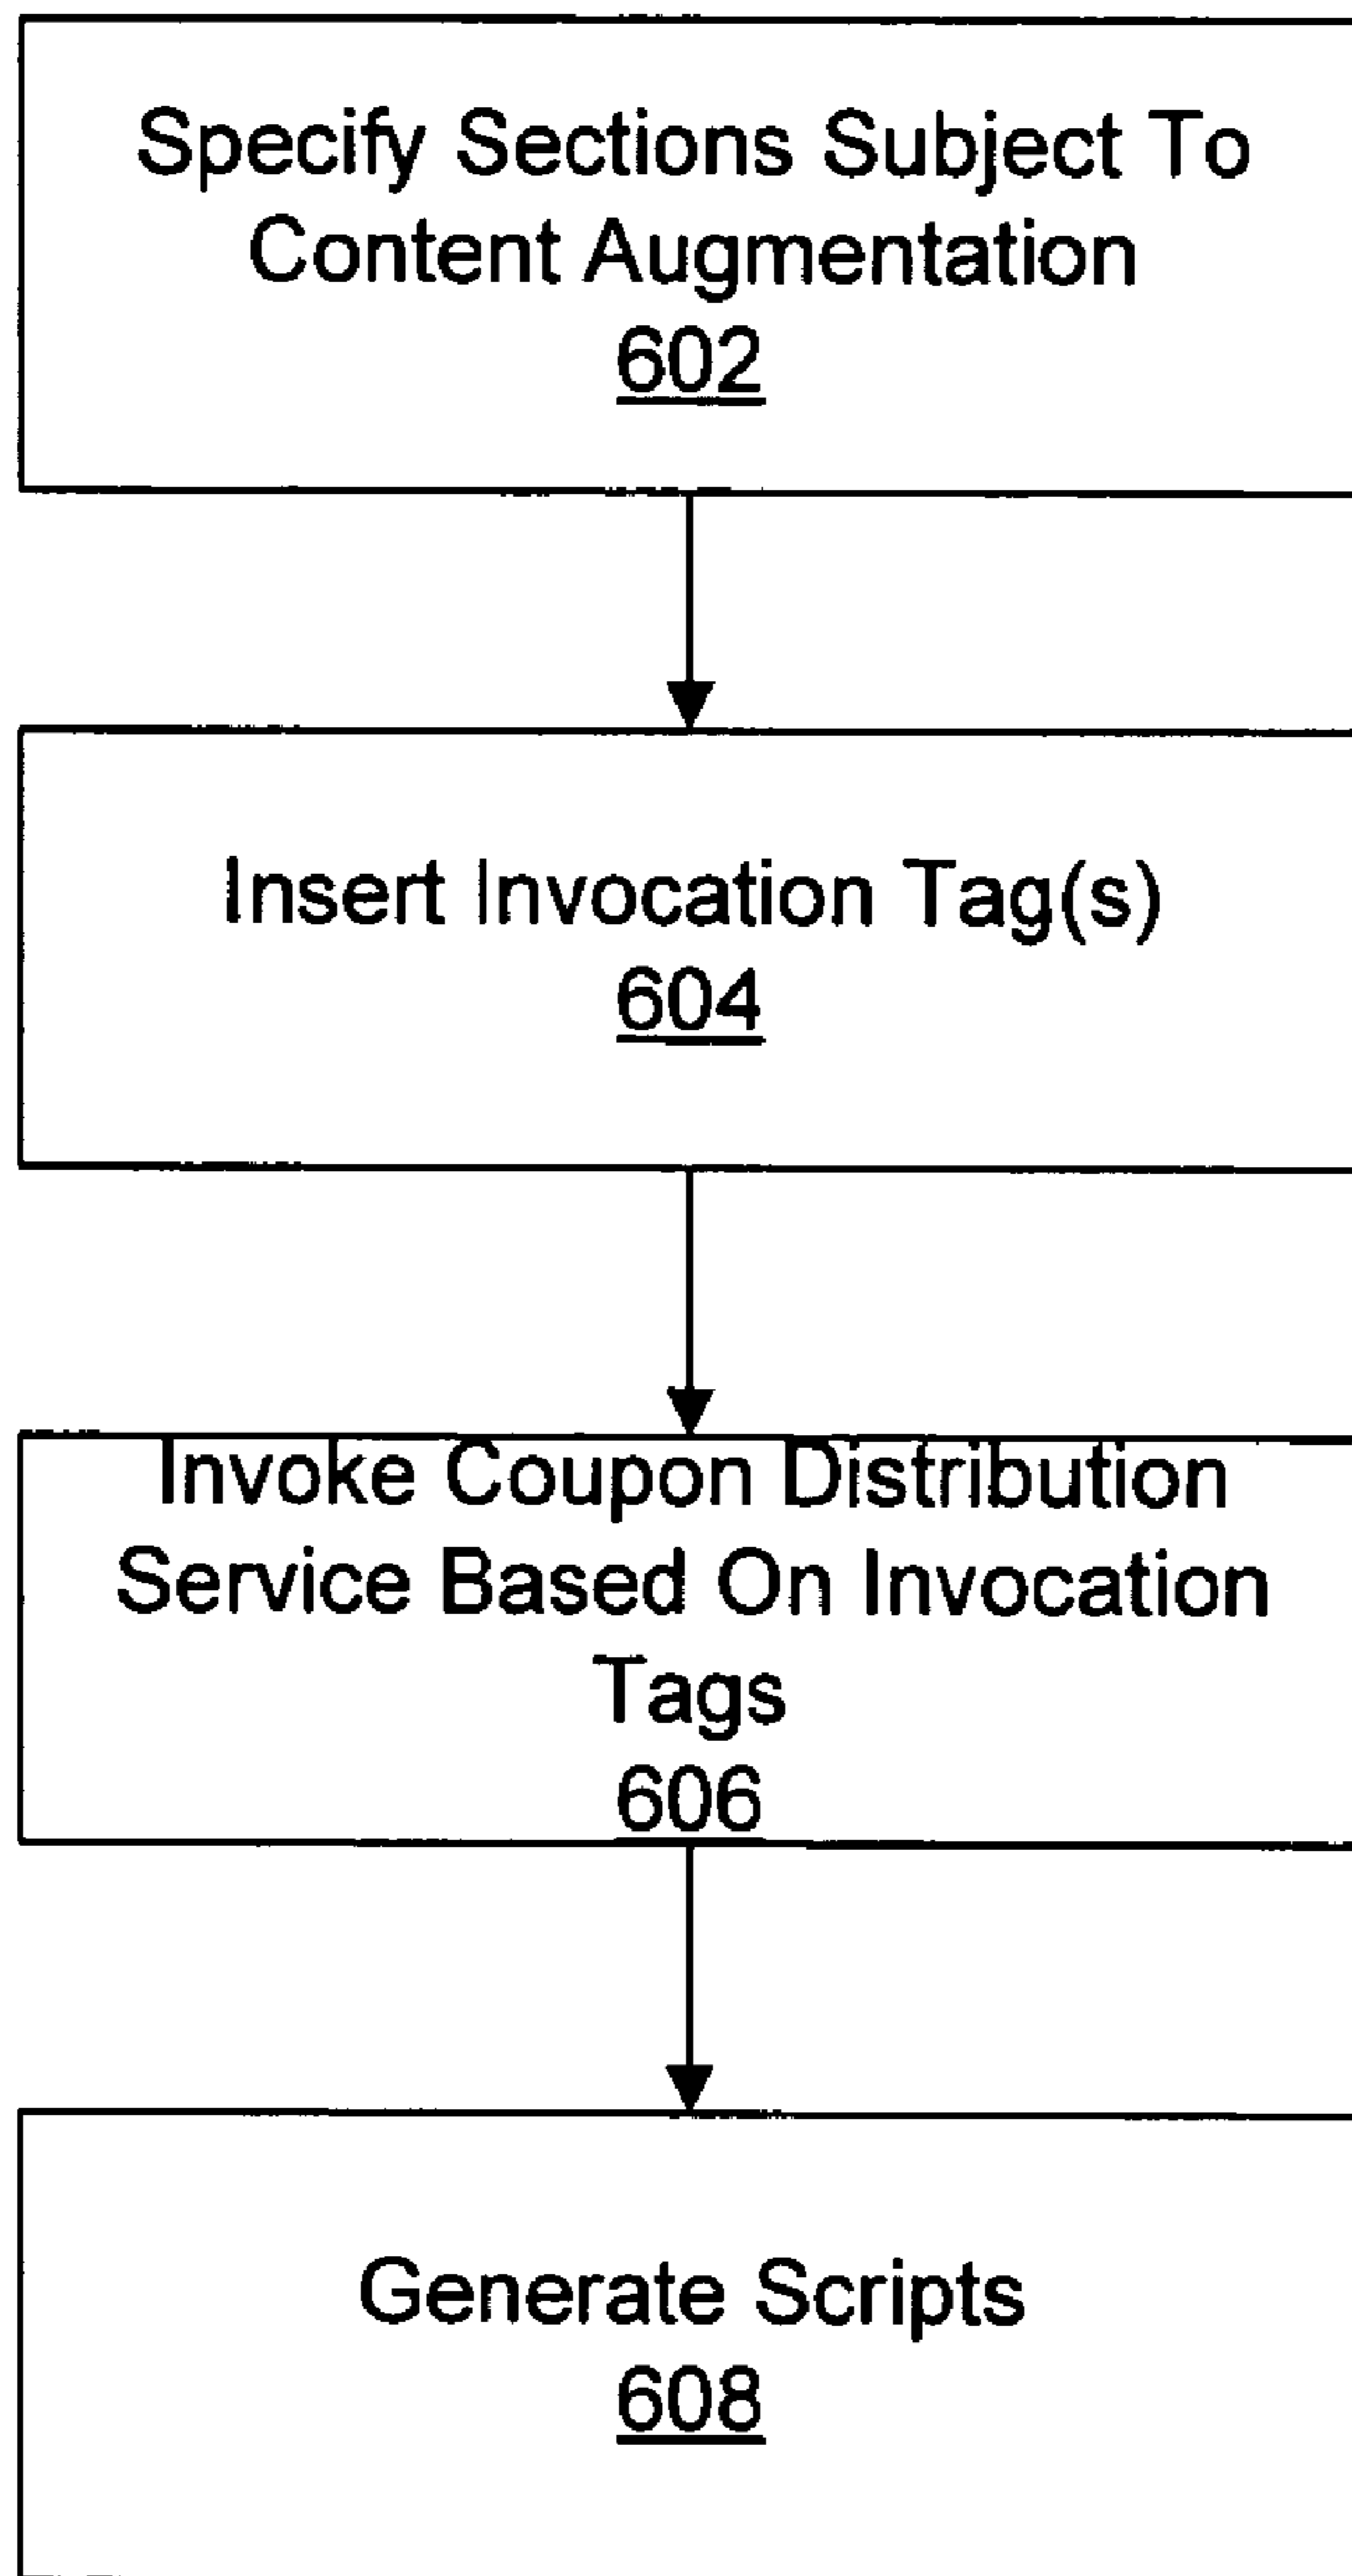 Specify Sections Subject To
Content Augmentation
602
Insert Invocation Tag(s)
604
Invoke Coupon Distribution
Service Based On Invocation
Tags
606
Generate Scripts
608